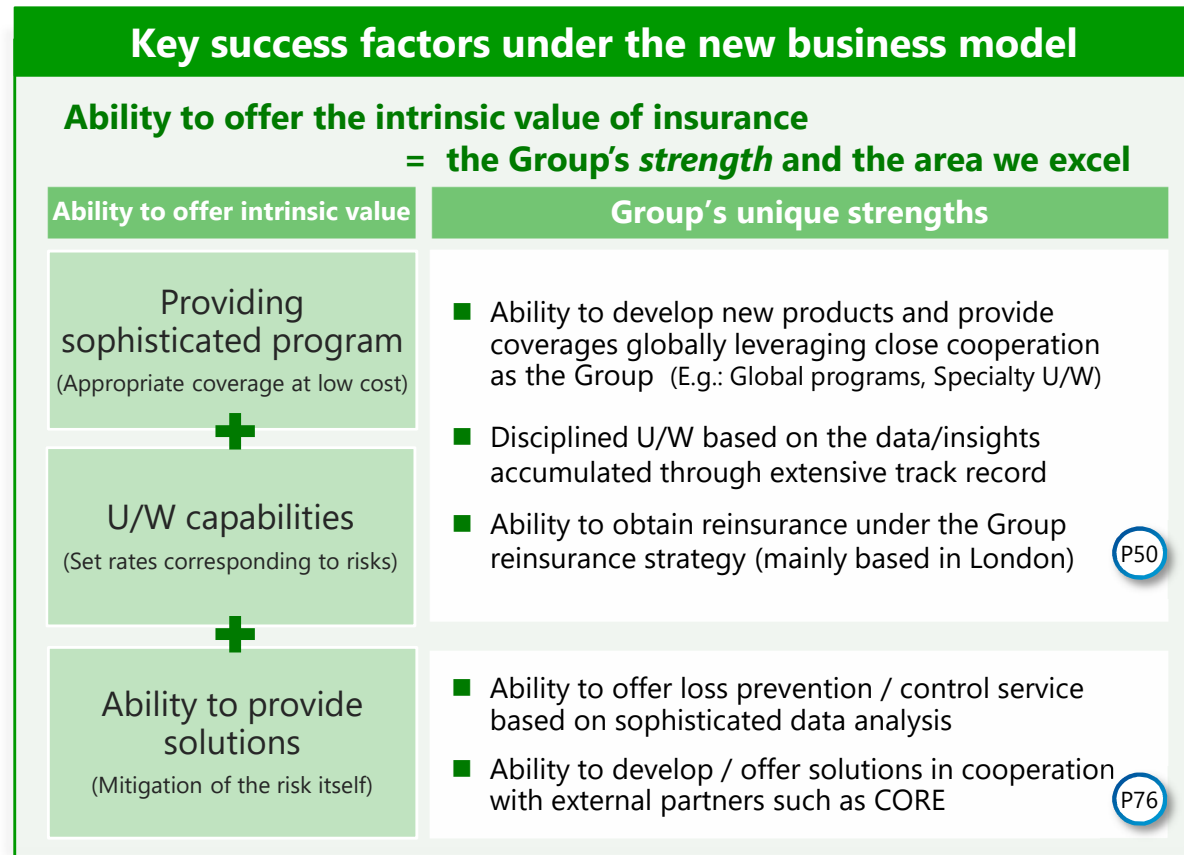 Key success factors under the new business model
Ability to offer the intrinsic value of insurance
= the Group’s strength and the area we excel
Ability to offer intrinsic value
Group’s unique strengths
Providing
sophisticated program
(Appropriate coverage at low cost)
U/W capabilities
(Set rates corresponding to risks)
Ability to provide
solutions
(Mitigation of the risk itself)
■ Ability to develop new products and provide
coverages globally leveraging close cooperation
as the Group (E.g.: Global programs, Specialty U/W)
■ Disciplined U/W based on the data/insights
accumulated through extensive track record
■ Ability to obtain reinsurance under the Group
reinsurance strategy (mainly based in London)
P50
■ Ability to offer loss prevention / control service
based on sophisticated data analysis
■ Ability to develop / offer solutions in cooperation
with external partners such as CORE
P76